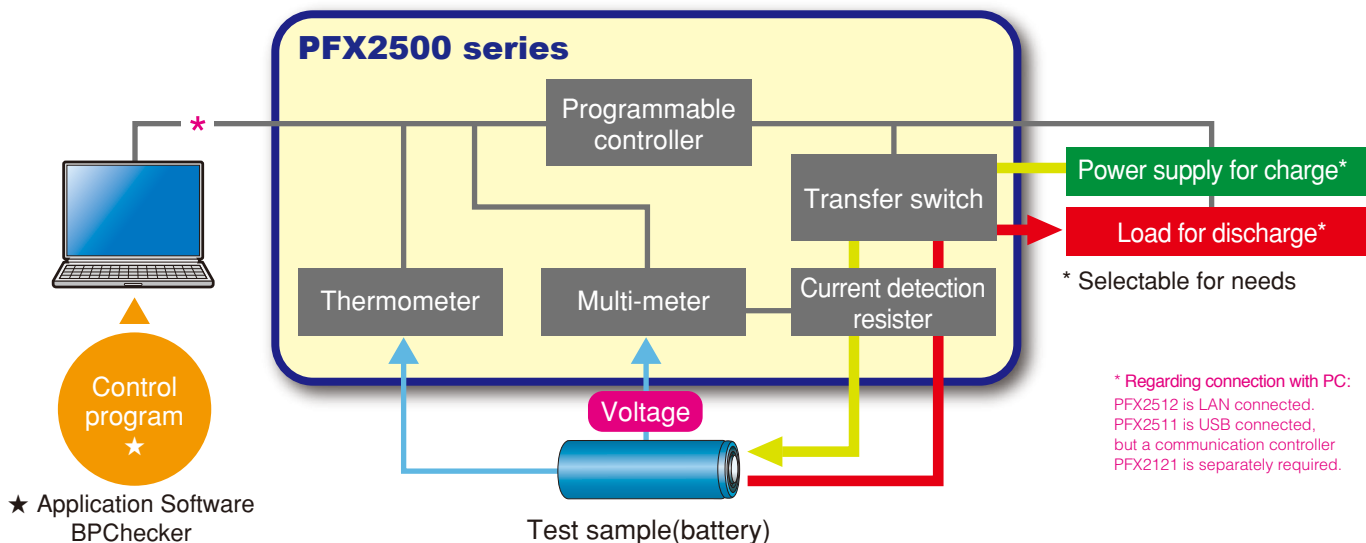 PFX2500 series
Programmable
controller
*
Transfer switch
Power supply for charge*
Load for discharge*
* Selectable for needs
Thermometer
Multi-meter
Current detection
resister
Control
program
★
Voltage
* Regarding connection with PC:
PFX2512 is LAN connected.
PFX2511 is USB connected,
but a communication controller
PFX2121 is separately required.
★ Application Software
BPChecker
Test sample(battery)